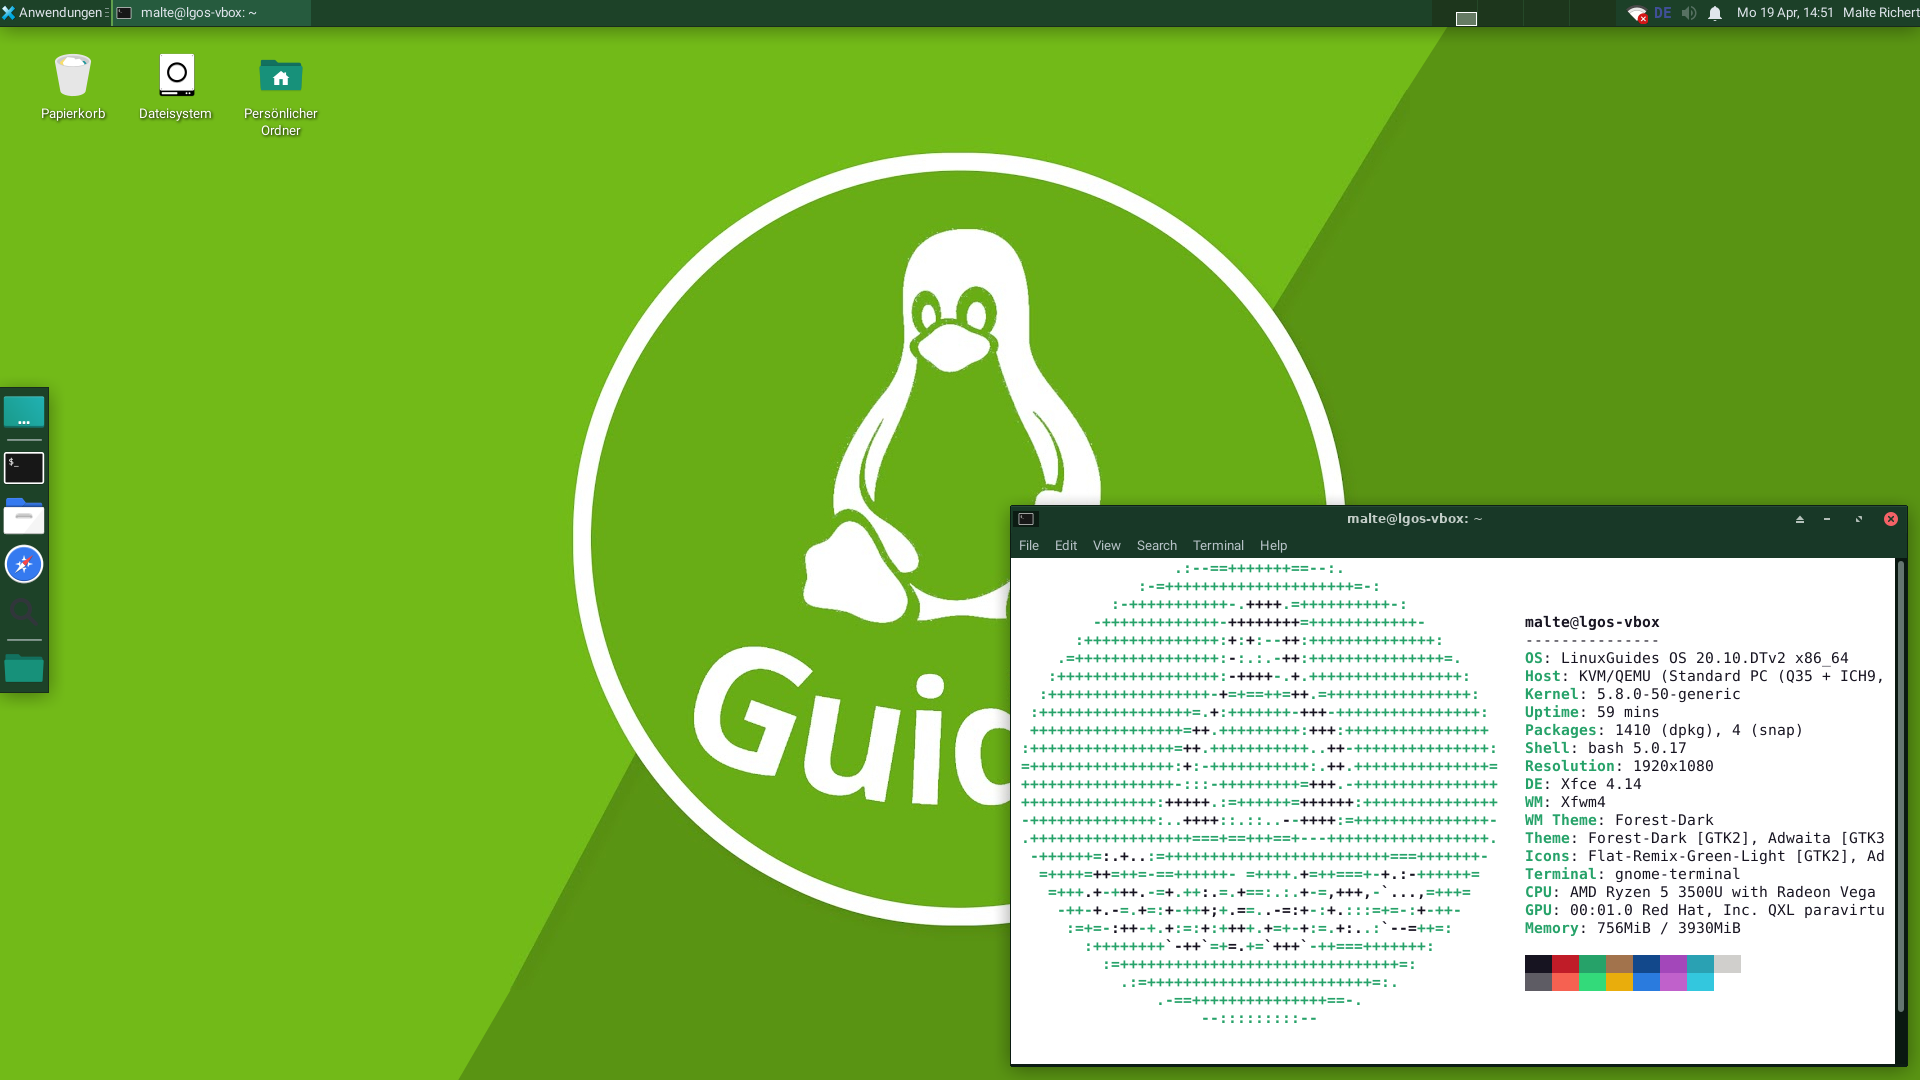 Anwendungen
malte@lgos-vbox: ~
DE
Mo 19 Apr, 14:51
Malte Richert
Papierkorb
Dateisystem
Persönlicher
Ordner
$_
Guid
malte@lgos-vbox: ~
File Edit View Search Terminal Help
malte@lgos-vbox
---------------
OS: LinuxGuides OS 20.10.DTv2 x86_64
Host: KVM/QEMU (Standard PC (Q35 + ICH9,
Kernel: 5.8.0-50-generic
Uptime: 59 mins
Packages: 1410 (dpkg), 4 (snap)
Shell: bash 5.0.17
Resolution: 1920x1080
DE: Xfce 4.14
WM: Xfwm4
WM Theme: Forest-Dark
Theme: Forest-Dark [GTK2], Adwaita [GTK3
Icons: Flat-Remix-Green-Light [GTK2], Ad
Terminal: gnome-terminal
CPU: AMD Ryzen 5 3500U with Radeon Vega
GPU: 00:01.0 Red Hat, Inc. QXL paravirtu
Memory: 756MiB / 3930MiB